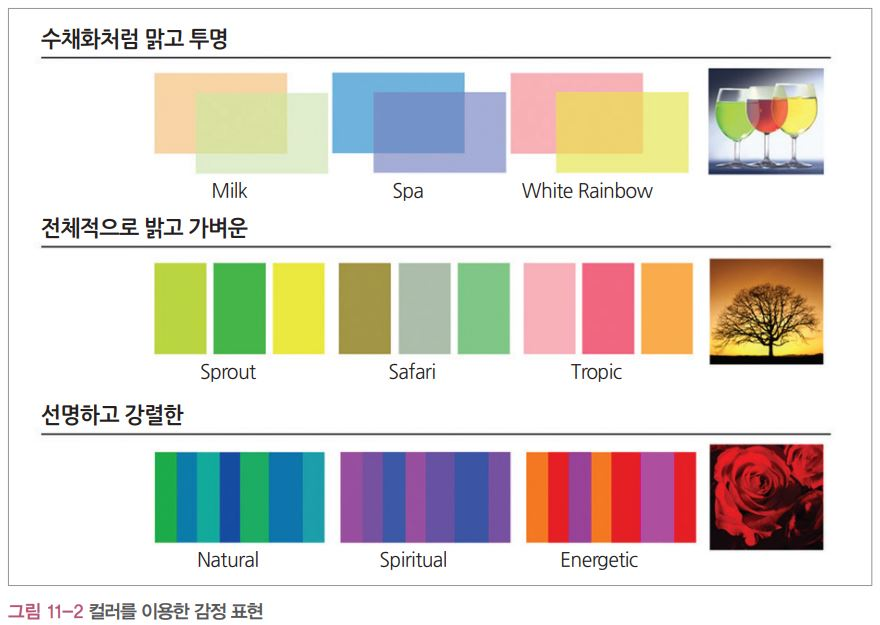 수채화처럼 맑고 투명
Milk Spa White Rainbow
전체적으로 밝고 가벼운
Sprout Safari Tropic
선명하고 강렬한
Natural Spiritual Energetic
그림 11-2 컬러를 이용한 감정 표현